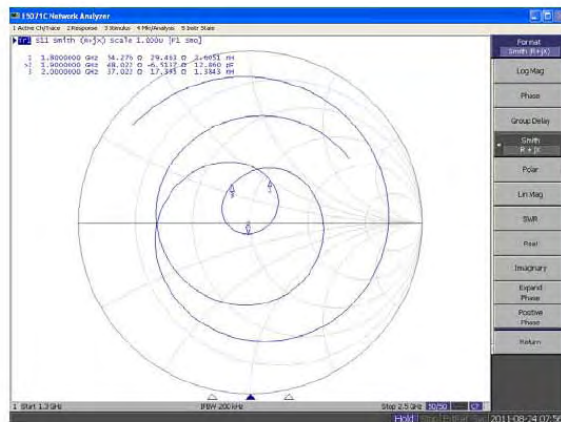 E5071C Network Analyzer
1 Active Ch/Trace 2 Response 3 Stimulus 4 Mkr/Analysis 5 Instr State
Tr1 S11 Smith (R+jX) Scale 1.000U [F1 Smo]
1 1.8000000 GHz 54.276 Ω 29.463 Ω 2.6051 nH
>2 1.9000000 GHz 48.022 Ω -6.5137 Ω 12.860 pF
3 2.0000000 GHz 37.022 Ω 17.395 Ω 1.3843 nH
Format
Smith (R+jX)
Log Mag
Phase
Group Delay
Smith
R + jX
Polar
Lin Mag
SWR
Real
Imaginary
Expand
Phase
Positive
Phase
Return
1 Start 1.3 GHz
IFBW 200 kHz
Stop 2.5 GHz
Hold
2011-08-24 07:56